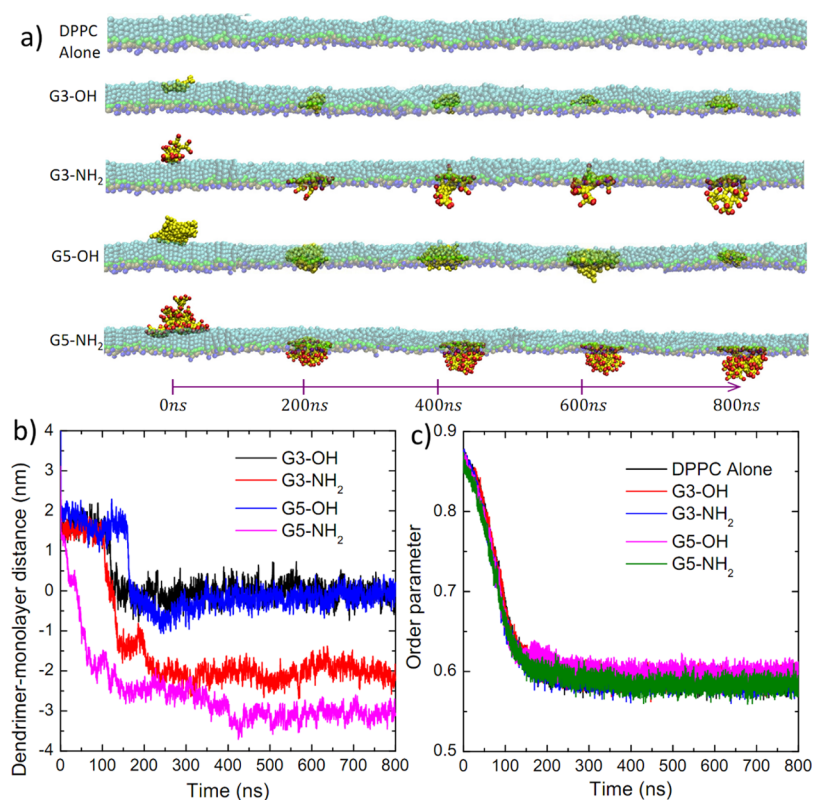 a)
DPPC
Alone
G3-OH
G3-NH₂
G5-OH
G5-NH₂
0ns 200ns 400ns 600ns 800ns
b)
4
3
2
1
0
-1
-2
-3
-4
Dendrimer-monolayer distance (nm)
G3-OH
G3-NH₂
G5-OH
G5-NH₂
0 100 200 300 400 500 600 700 800
Time (ns)
c)
0.9
0.8
0.7
0.6
0.5
Order parameter
DPPC Alone
G3-OH
G3-NH₂
G5-OH
G5-NH₂
0 100 200 300 400 500 600 700 800
Time (ns)